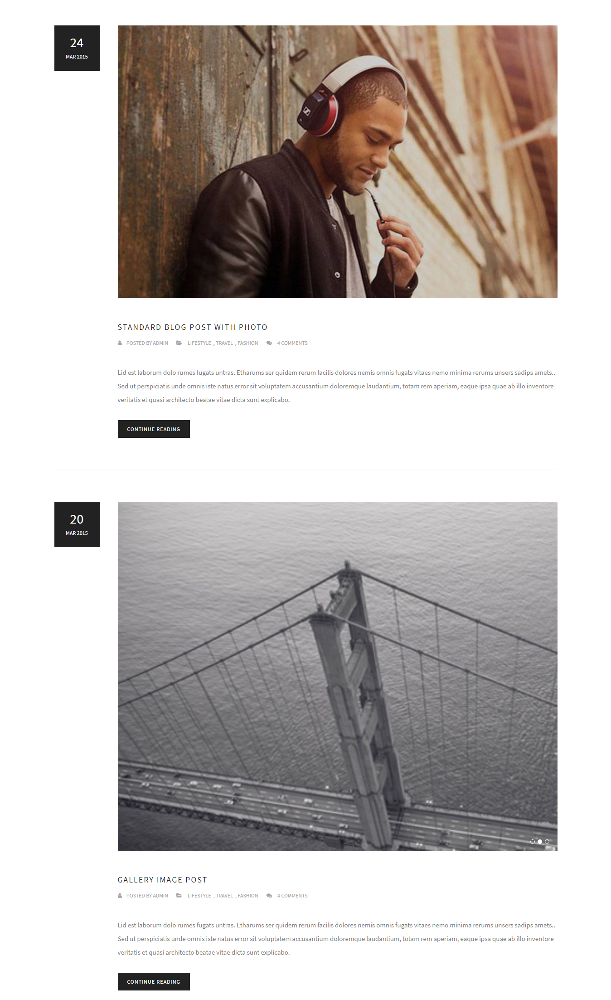 24
MAR 2015
STANDARD BLOG POST WITH PHOTO
POSTED BY ADMIN LIFESTYLE , TRAVEL , FASHION 4 COMMENTS
Lid est laborum dolo rumes fugats untras. Etharums ser quidem rerum facilis dolores nemis omnis fugats vitaes nemo minima rerums unsers sadips amets..
Sed ut perspiciatis unde omnis iste natus error sit voluptatem accusantium doloremque laudantium, totam rem aperiam, eaque ipsa quae ab illo inventore
veritatis et quasi architecto beatae vitae dicta sunt explicabo.
CONTINUE READING
20
MAR 2015
GALLERY IMAGE POST
POSTED BY ADMIN LIFESTYLE , TRAVEL , FASHION 4 COMMENTS
Lid est laborum dolo rumes fugats untras. Etharums ser quidem rerum facilis dolores nemis omnis fugats vitaes nemo minima rerums unsers sadips amets..
Sed ut perspiciatis unde omnis iste natus error sit voluptatem accusantium doloremque laudantium, totam rem aperiam, eaque ipsa quae ab illo inventore
veritatis et quasi architecto beatae vitae dicta sunt explicabo.
CONTINUE READING